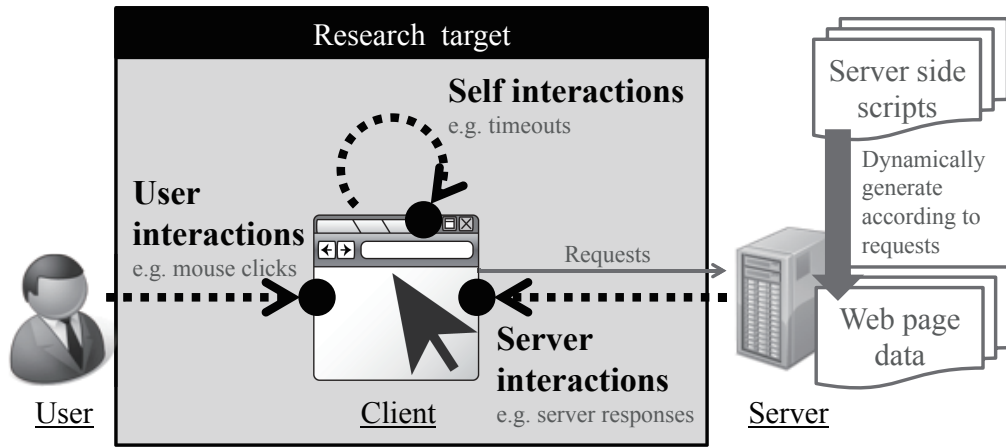 Research target
Self interactions
e.g. timeouts
User
interactions
e.g. mouse clicks
Requests
Server
interactions
e.g. server responses
User
Client
Server
Server side
scripts
Dynamically
generate
according to
requests
Web page
data